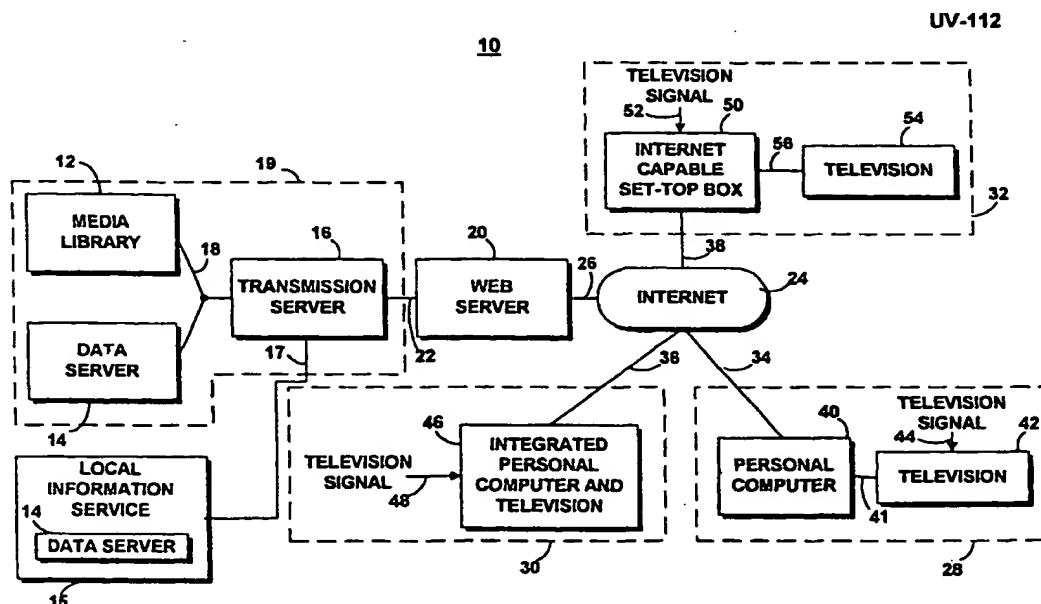 UV-112
10
TELEVISION
SIGNAL
52
50
54
INTERNET
CAPABLE
SET-TOP BOX
56
TELEVISION
32
12
19
MEDIA
LIBRARY
18
16
TRANSMISSION
SERVER
20
WEB
SERVER
26
38
INTERNET
24
DATA
SERVER
17
22
36
34
14
46
40
TELEVISION
SIGNAL
44
42
LOCAL
INFORMATION
SERVICE
14
DATA SERVER
TELEVISION
SIGNAL
48
INTEGRATED
PERSONAL
COMPUTER AND
TELEVISION
PERSONAL
COMPUTER
TELEVISION
41
15
30
28